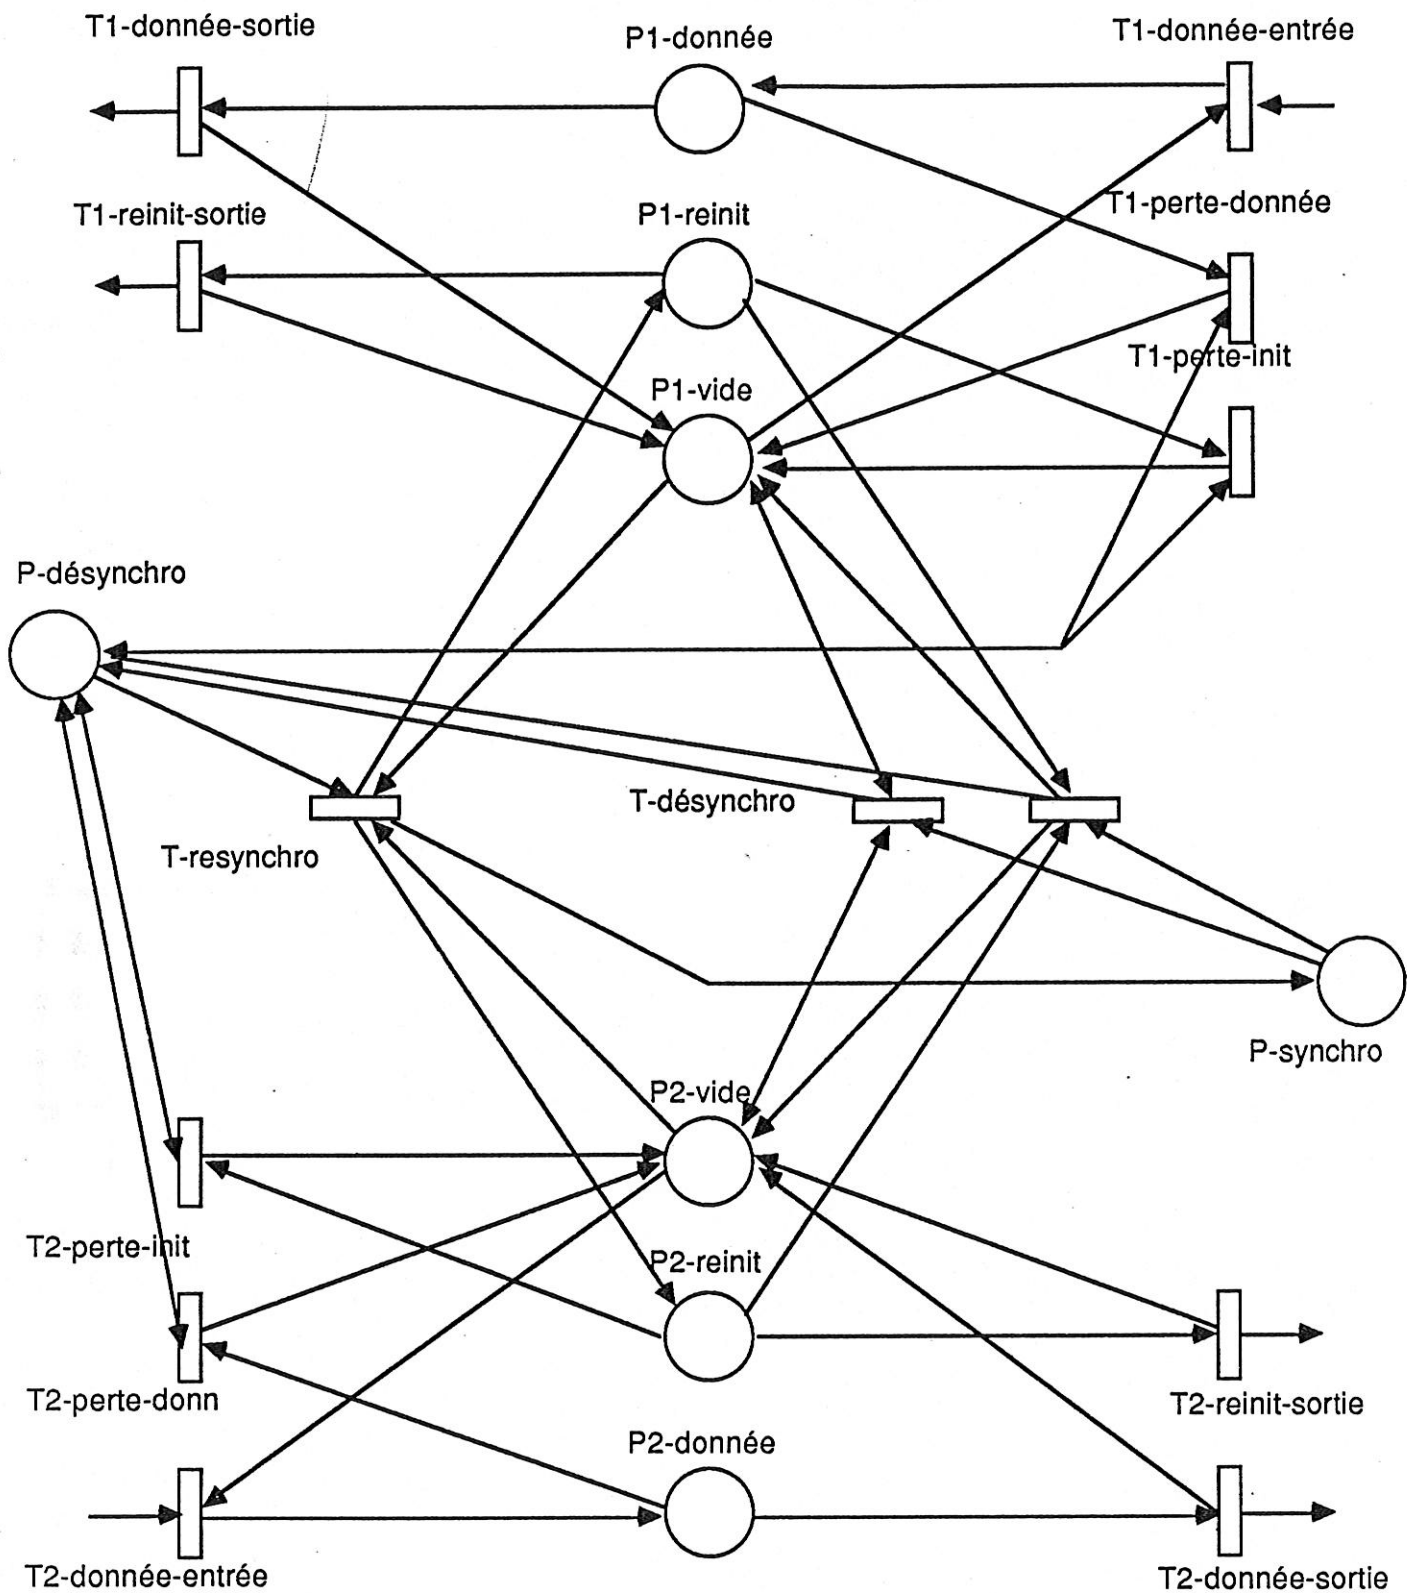 T1-donnée-sortie
P1-donnée
T1-donnée-entrée
T1-reinit-sortie
P1-reinit
T1-perte-donnée
T1-perte-init
P1-vide
P-désynchro
T-désynchro
T-resynchro
P-synchro
P2-vide
T2-perte-init
P2-reinit
T2-perte-donn
T2-reinit-sortie
P2-donnée
T2-donnée-entrée
T2-donnée-sortie